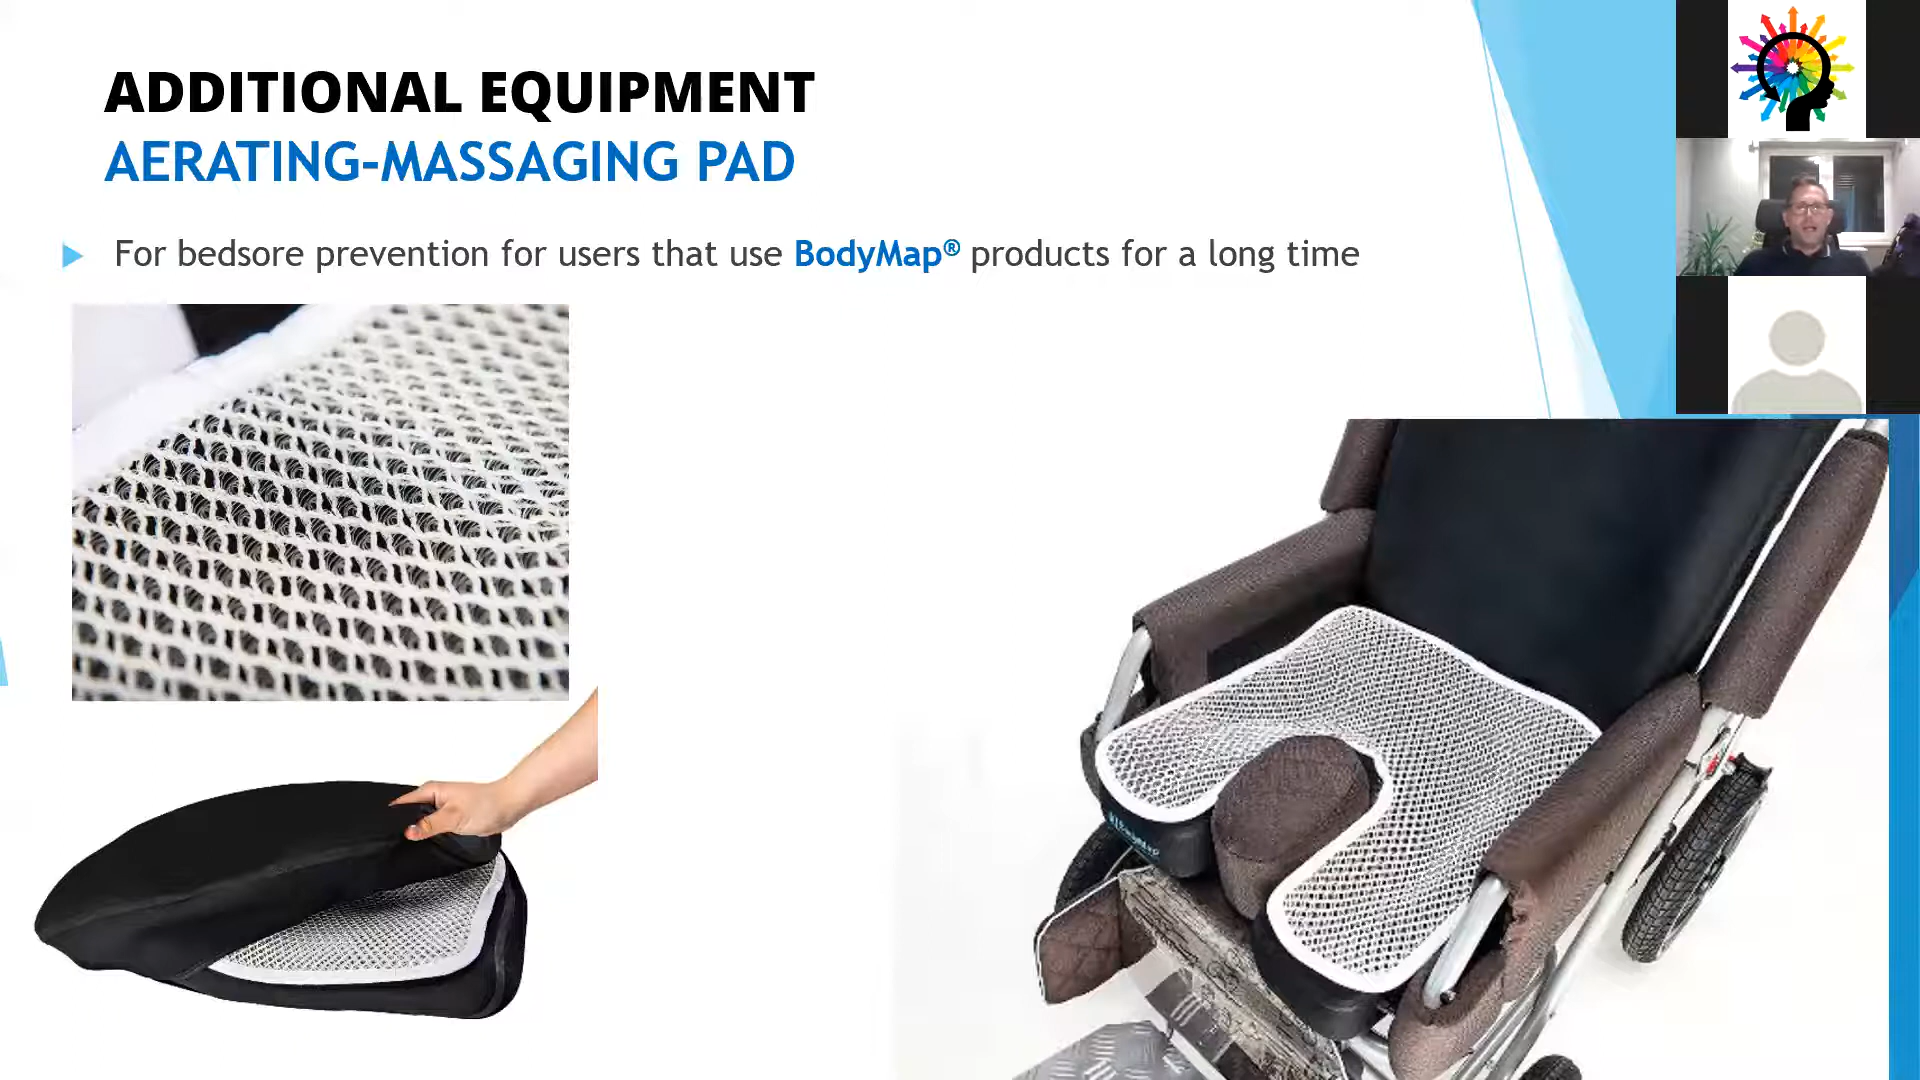 ADDITIONAL EQUIPMENT
AERATING-MASSAGING PAD
For bedsore prevention for users that use BodyMap® products for a long time